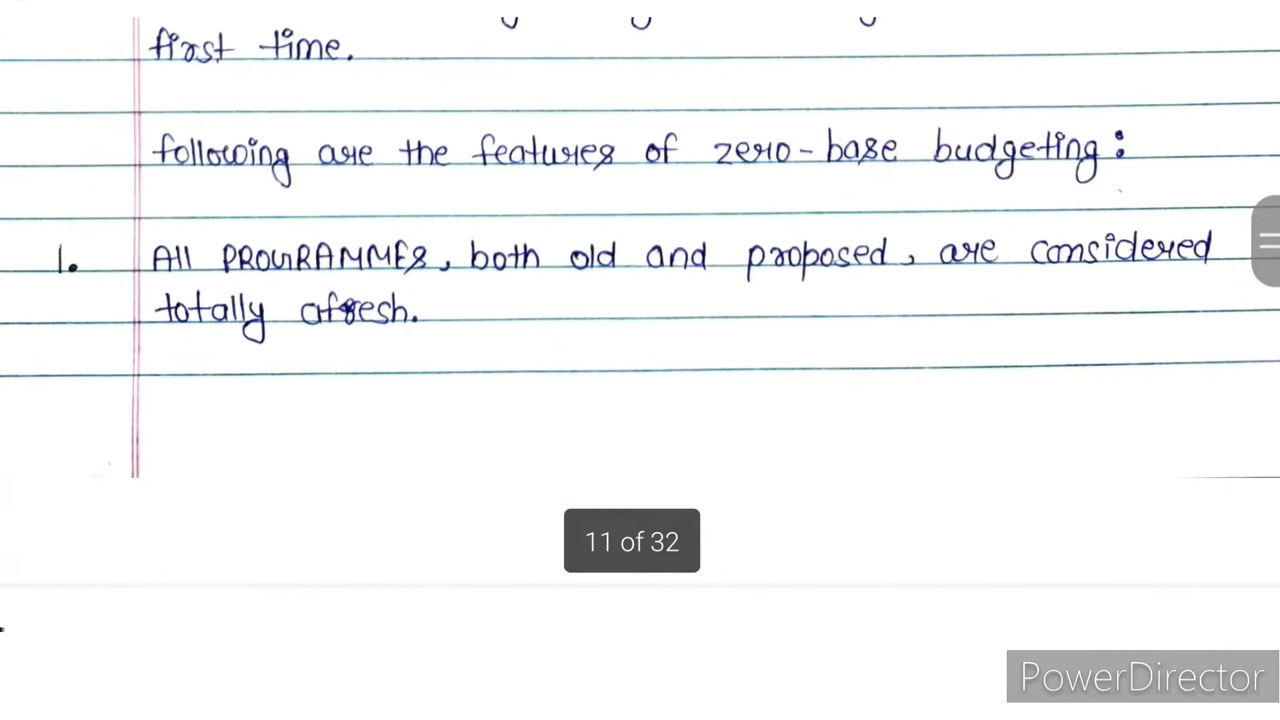 first time.
following are the features of zero-base budgeting:
1. All PROGRAMMES, both old and proposed, are considered
totally afresh.
11 of 32
PowerDirector